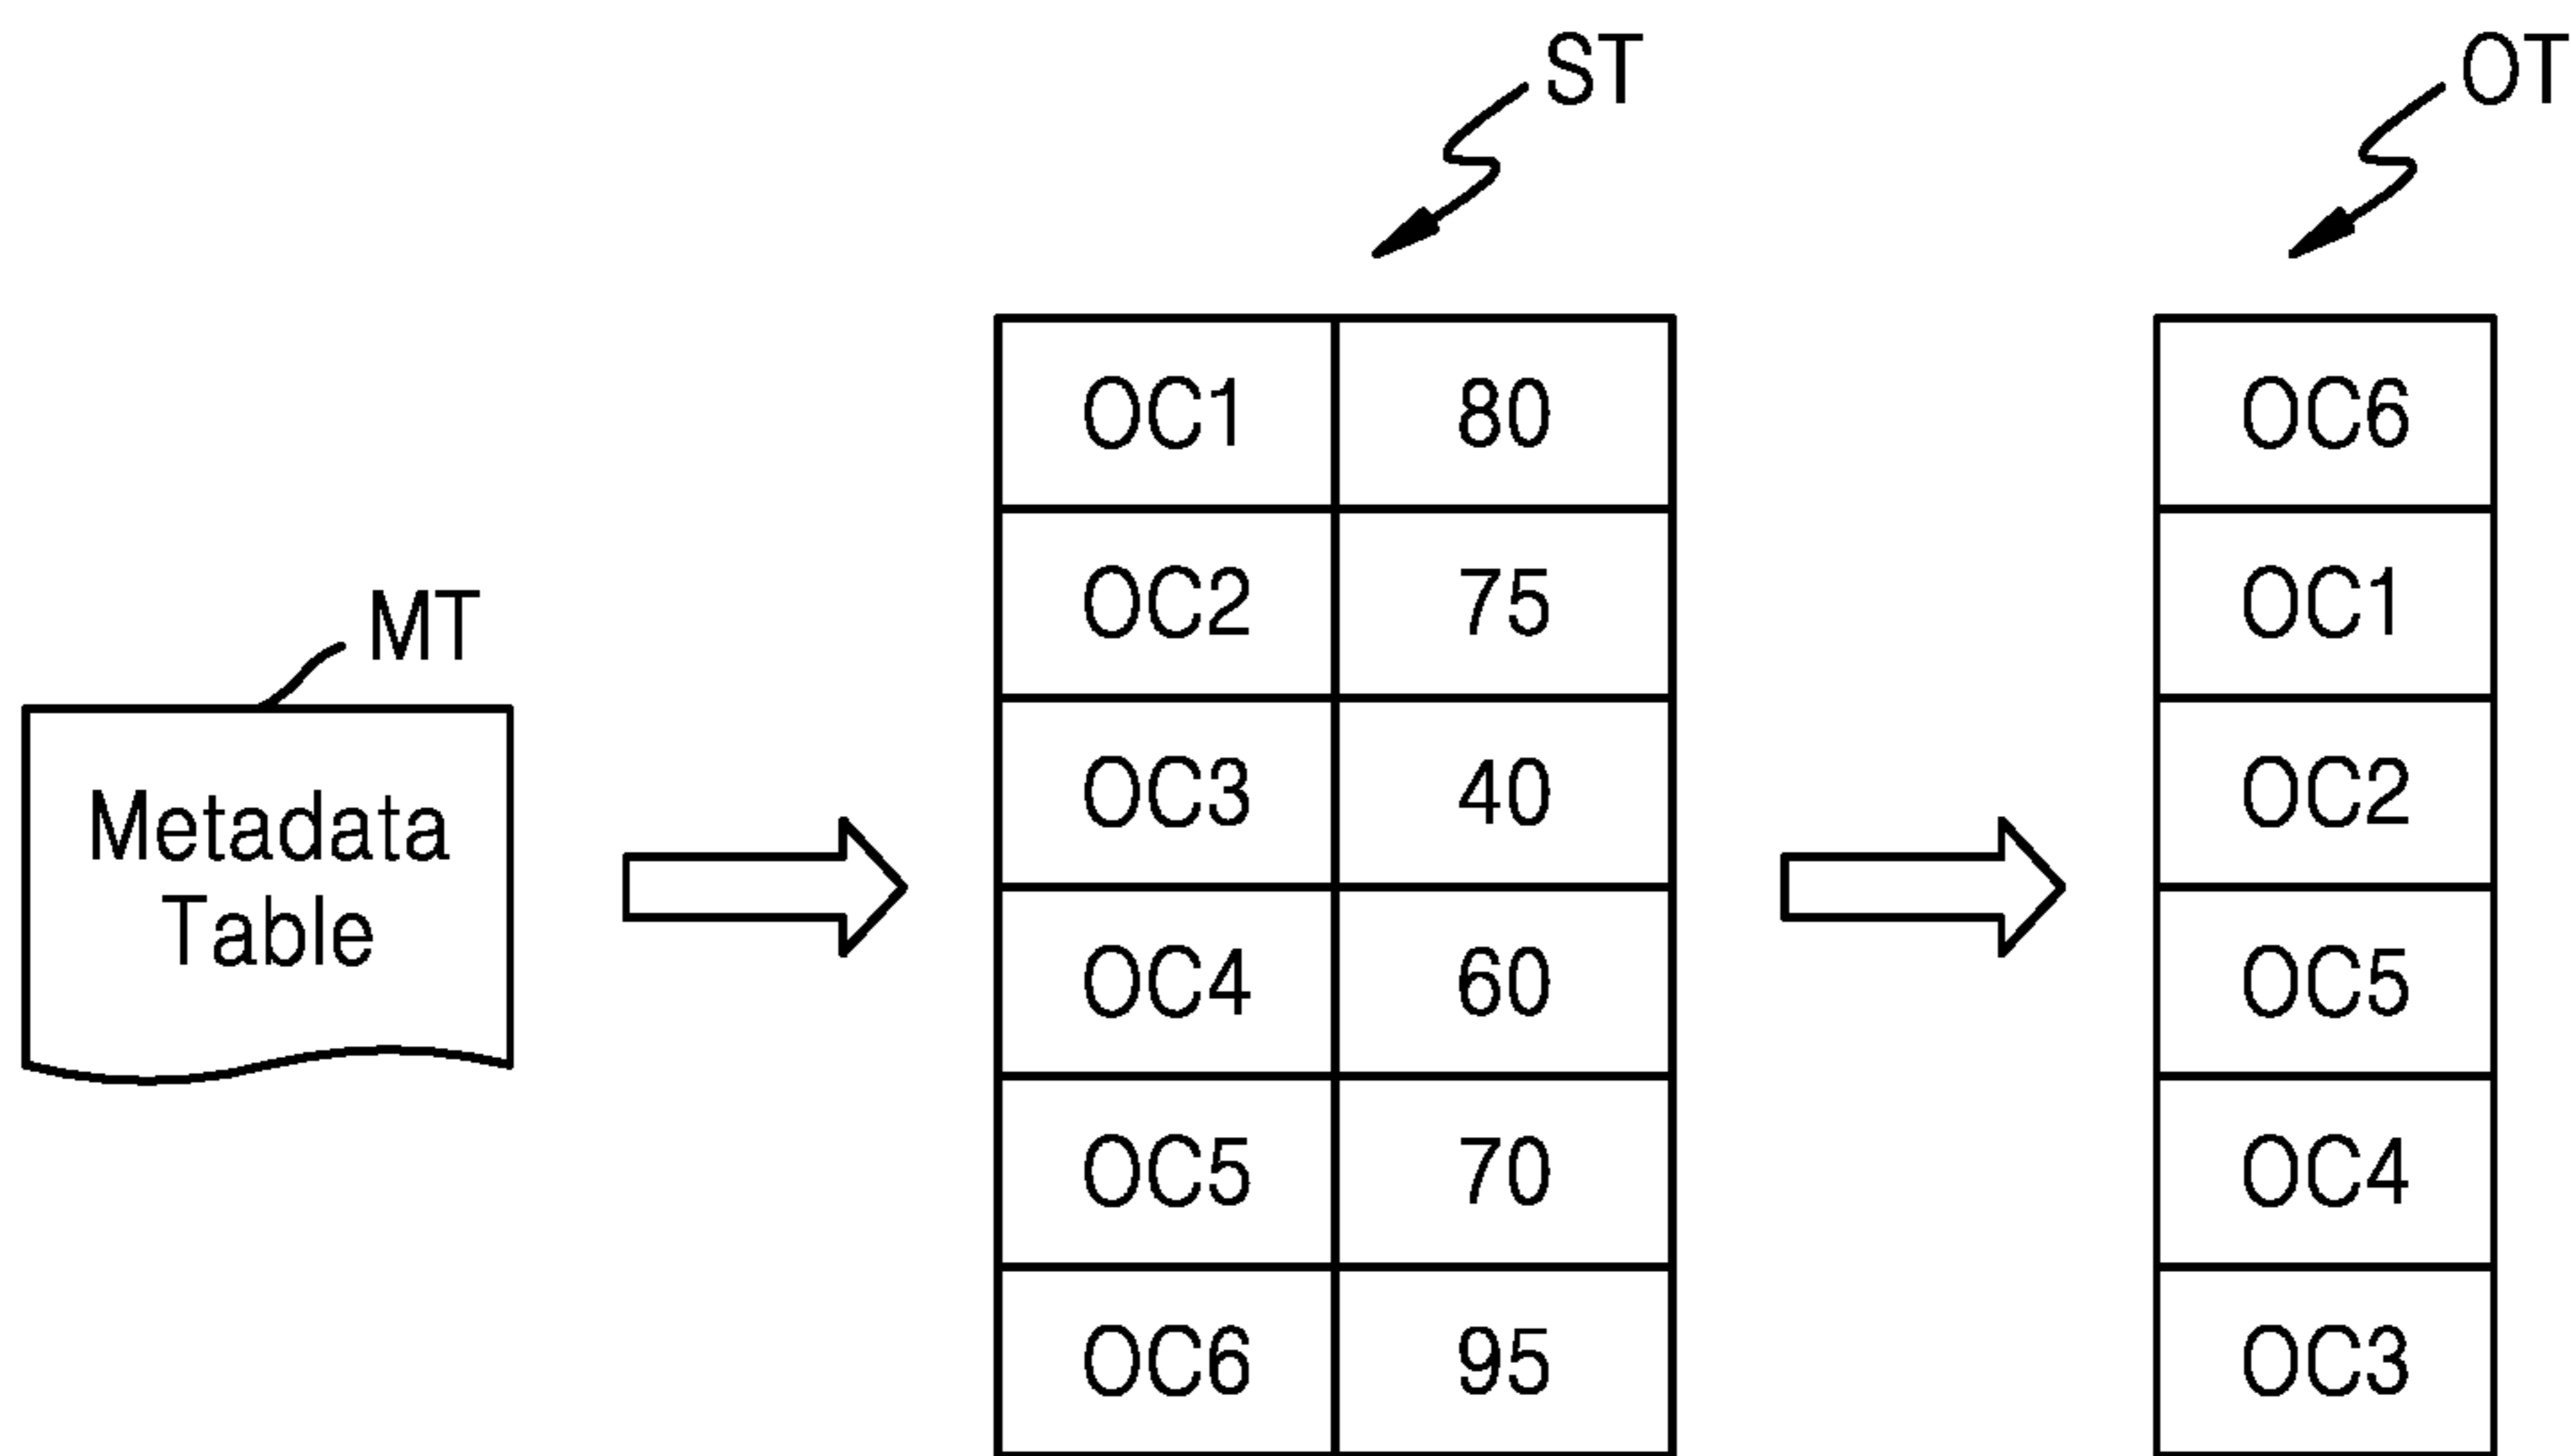 ST
OT
MT
Metadata
Table
OC1 80
OC2 75
OC3 40
OC4 60
OC5 70
OC6 95
OC6
OC1
OC2
OC5
OC4
OC3